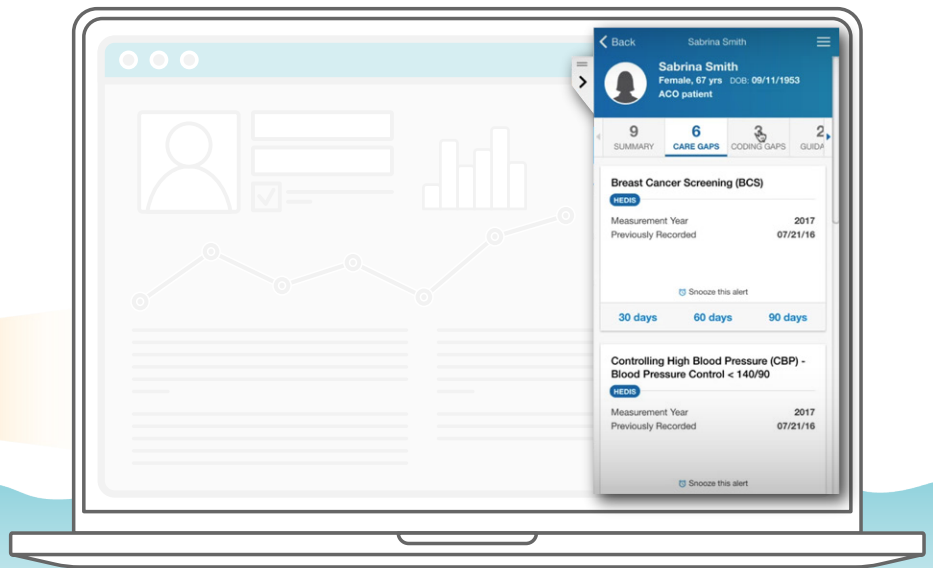 Back
Sabrina Smith
Sabrina Smith
Female, 67 yrs DOB: 09/11/1953
ACO patient
9 6 3 2
SUMMARY CARE GAPS CODING GAPS GUIDA
Breast Cancer Screening (BCS)
HEDIS
Measurement Year 2017
Previously Recorded 07/21/16
Snooze this alert
30 days 60 days 90 days
Controlling High Blood Pressure (CBP) -
Blood Pressure Control < 140/90
HEDIS
Measurement Year 2017
Previously Recorded 07/21/16
Snooze this alert